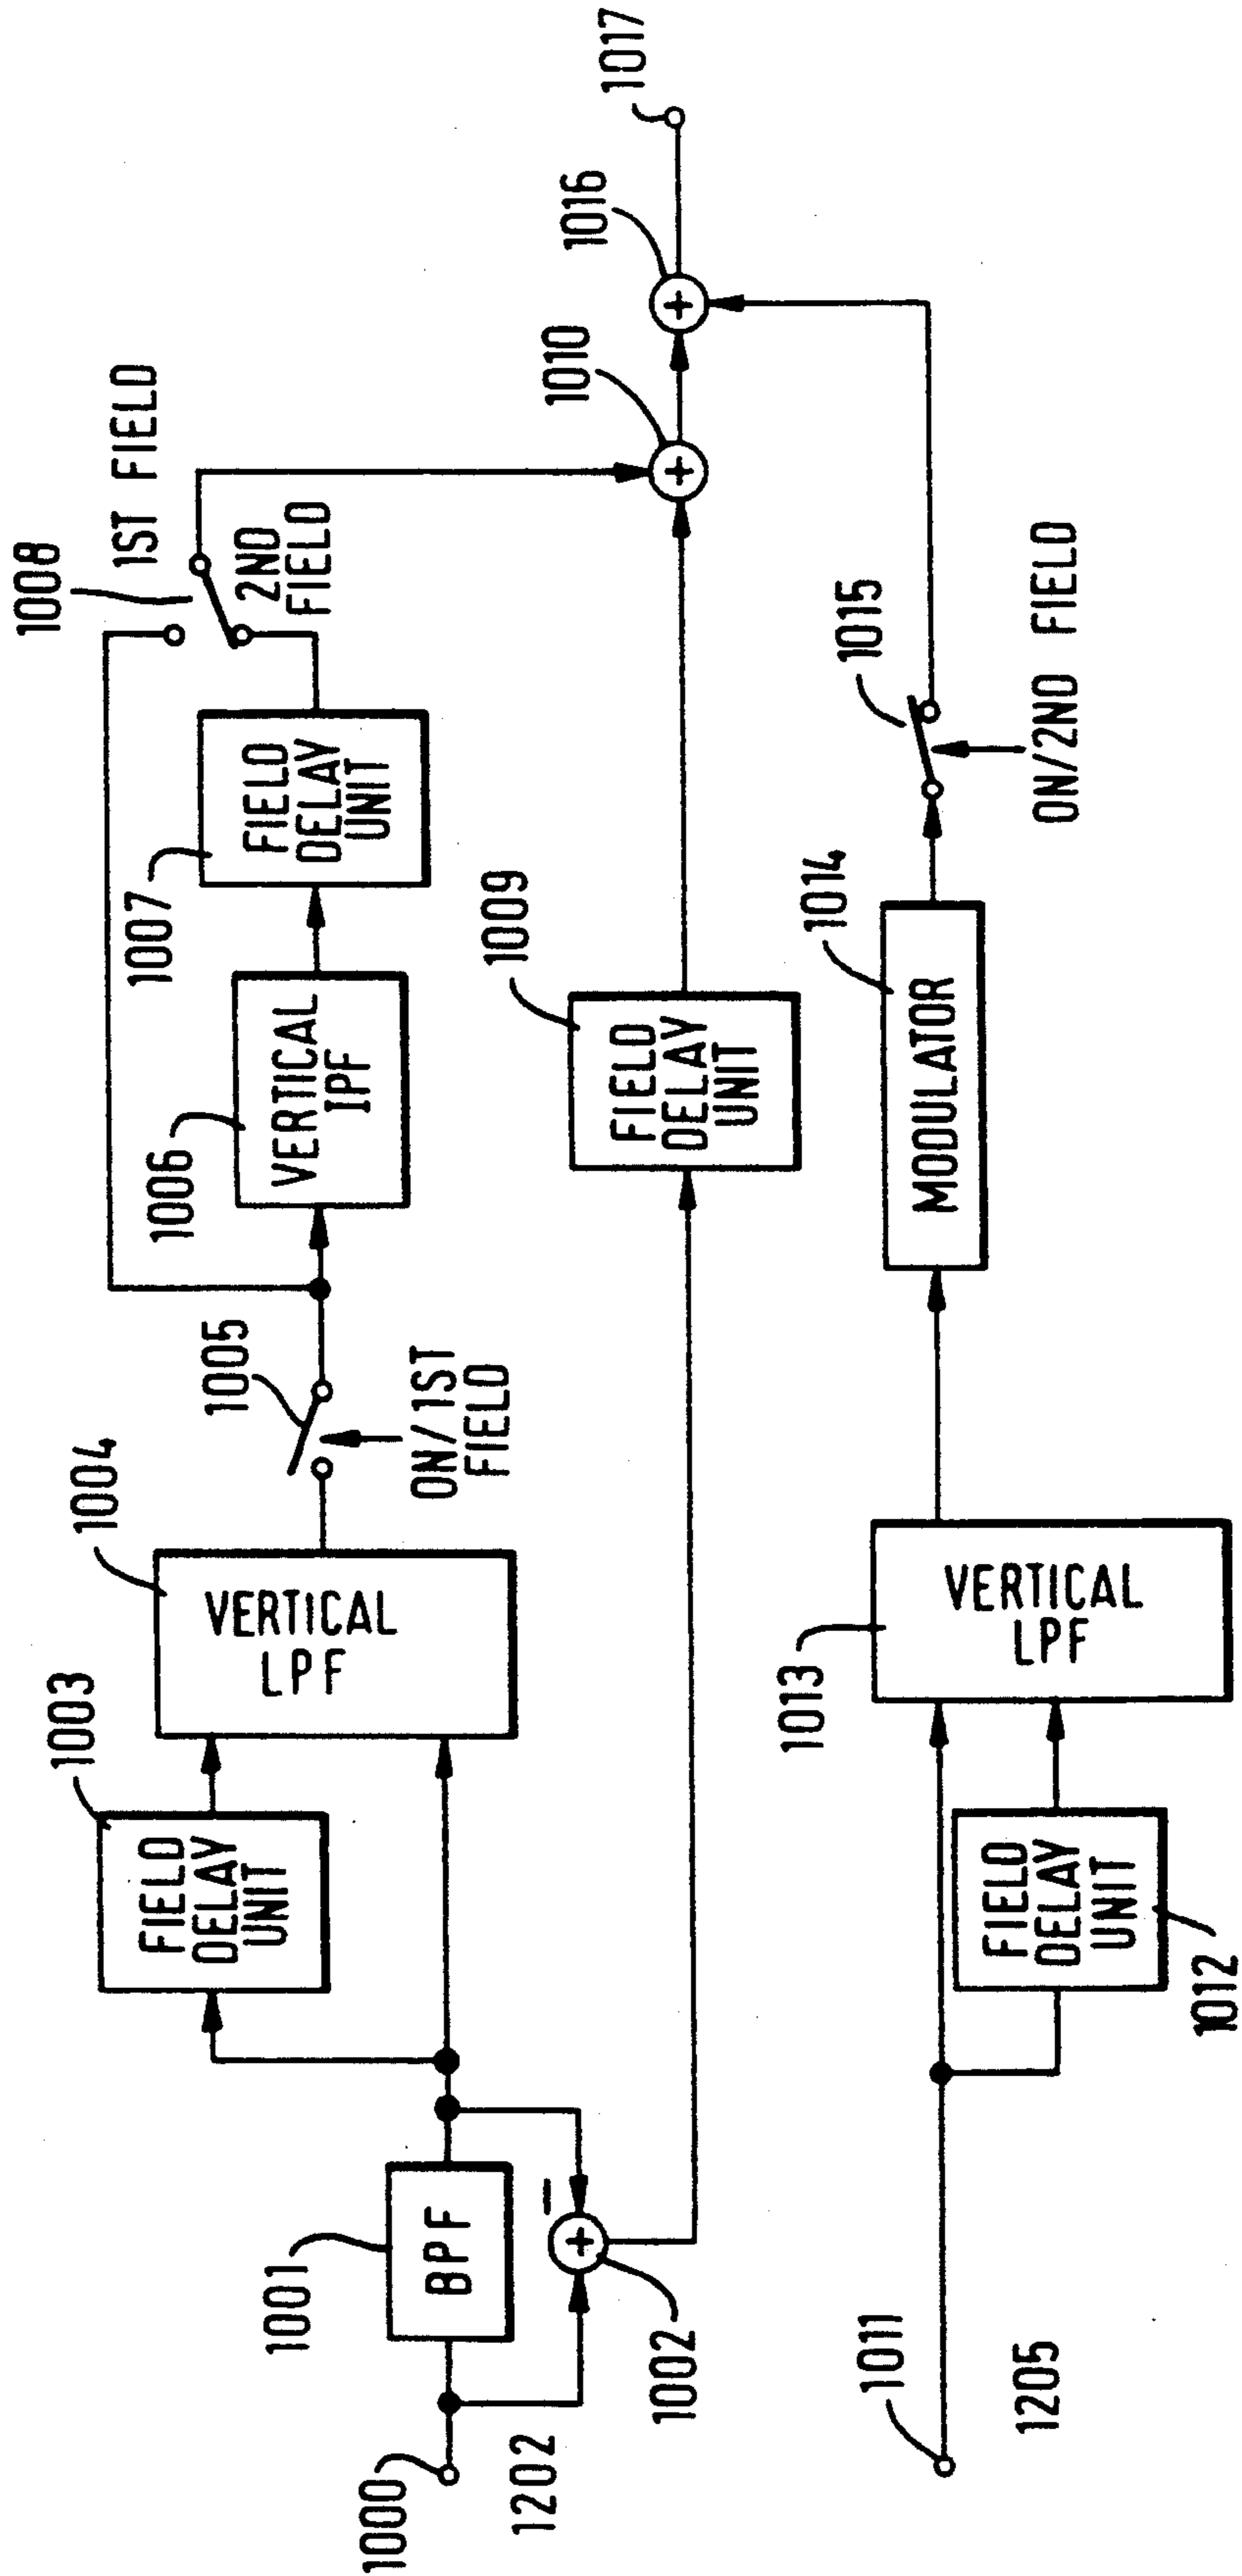 1008
1ST FIELD
2ND
FIELD
1017
1016
1010
1007
FIELD
DELAY
UNIT
1006
VERTICAL
IPF
1005
ON/1ST
FIELD
1004
VERTICAL
LPF
1003
FIELD
DELAY
UNIT
1001
BPF
1000
1202
–
+
1002
1009
FIELD
DELAY
UNIT
+
+
1015
ON/2ND FIELD
1014
MODULATOR
1013
VERTICAL
LPF
FIELD
DELAY
UNIT
1012
1011
1205